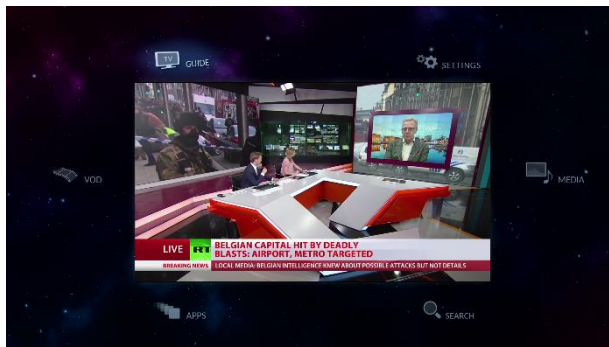 TV
GUIDE
SETTINGS
VOD
MEDIA
LIVE
RT
BELGIAN CAPITAL HIT BY DEADLY
BLASTS: AIRPORT, METRO TARGETED
BREAKING NEWS
LOCAL MEDIA: BELGIAN INTELLIGENCE KNEW ABOUT POSSIBLE ATTACKS BUT NOT DETAILS
APPS
SEARCH